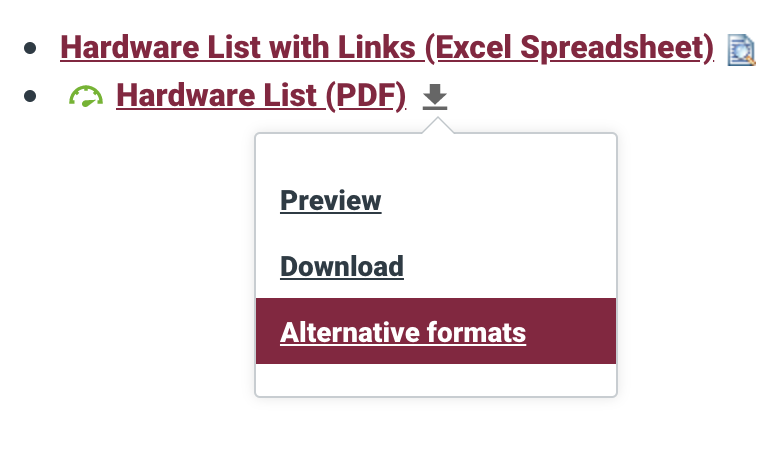 Hardware List with Links (Excel Spreadsheet)
Hardware List (PDF)
Preview
Download
Alternative formats